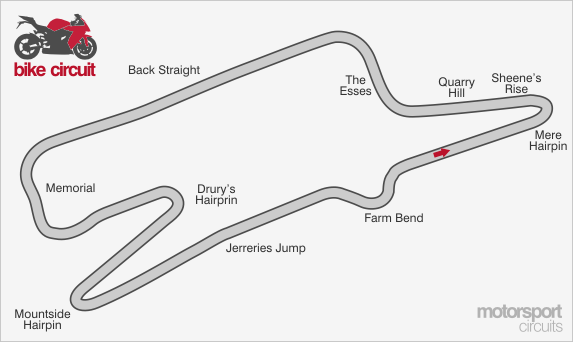 bike circuit
Back Straight
The
Esses
Quarry
Hill
Sheene's
Rise
Mere
Hairpin
Memorial
Drury's
Hairprin
Farm Bend
Jerreries Jump
Mountside
Hairpin
motorsport
circuits